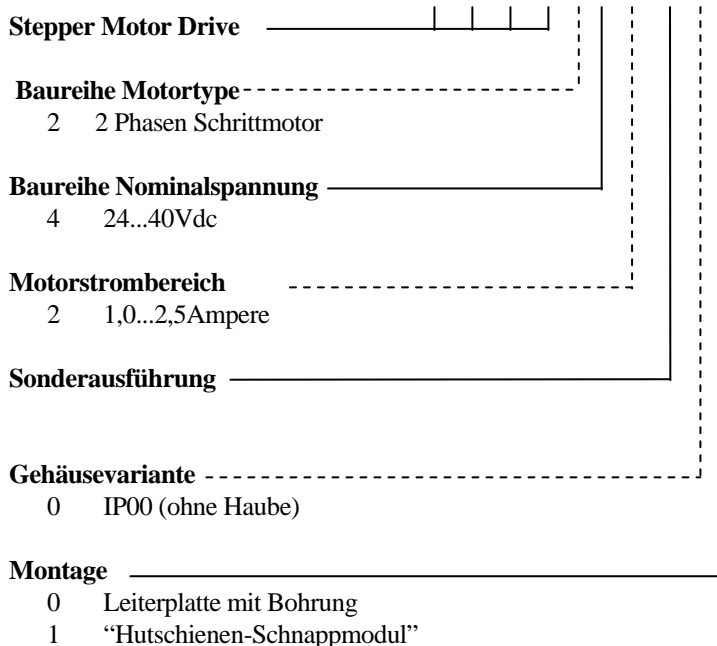 Stepper Motor Drive
Baureihe Motortype
2 2 Phasen Schrittmotor
Baureihe Nominalspannung
4 24...40Vdc
Motorstrombereich
2 1,0...2,5Ampere
Sonderausführung
Gehäusevariante
0 IP00 (ohne Haube)
Montage
0 Leiterplatte mit Bohrung
1 “Hutschienen-Schnappmodul”